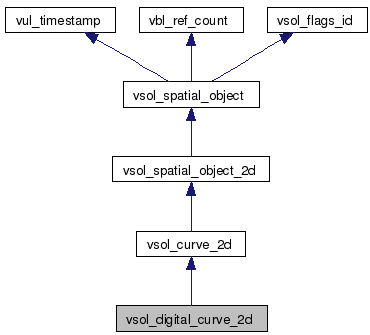 vul_timestamp
vbl_ref_count
vsol_flags_id
vsol_spatial_object
vsol_spatial_object_2d
vsol_curve_2d
vsol_digital_curve_2d